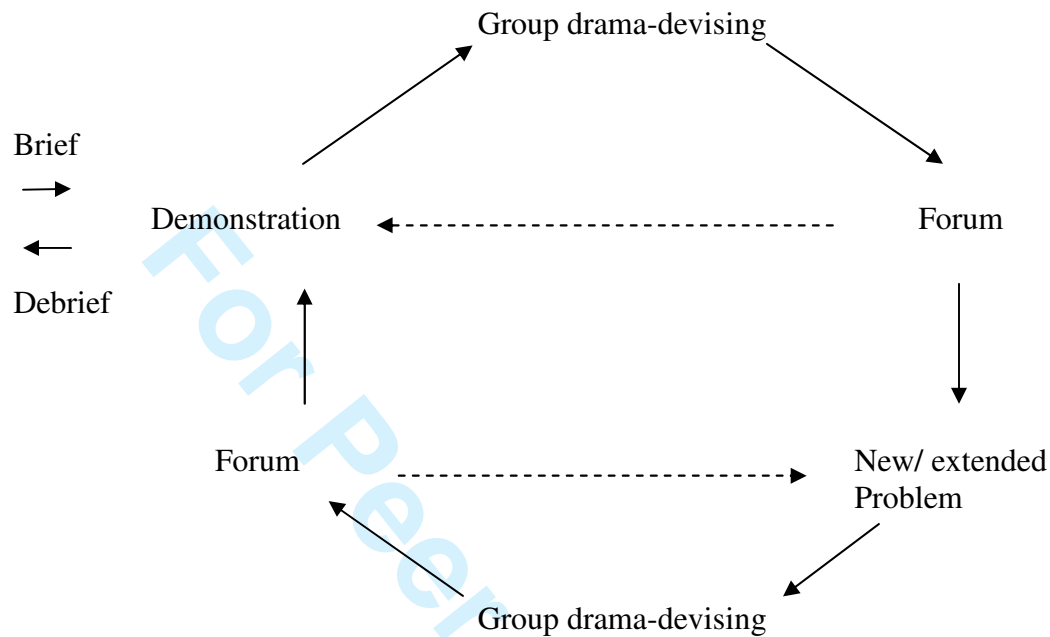 Group drama-devising
Brief
Demonstration
Forum
Debrief
Forum
New/ extended
Problem
Group drama-devising
For Peer